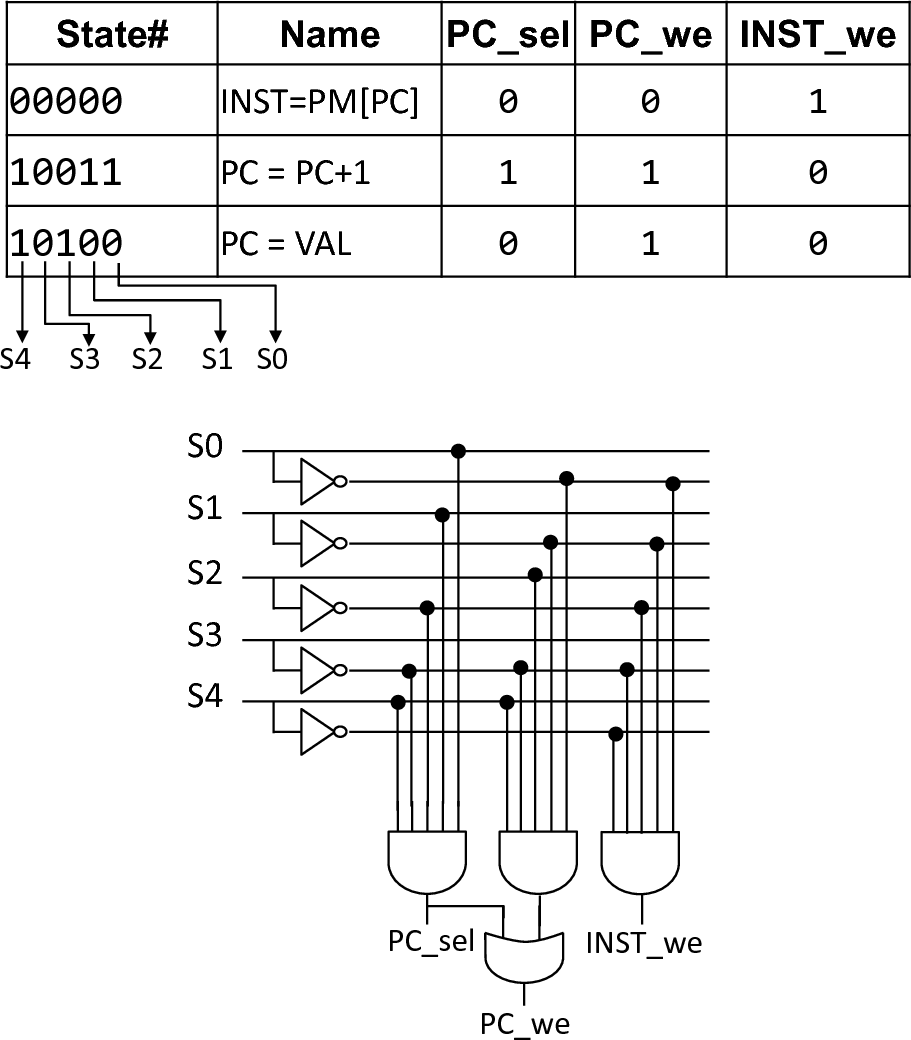 State# Name PC_sel PC_we INST_we
00000 INST=PM[PC] 0 0 1
10011 PC = PC+1 1 1 0
10100 PC = VAL 0 1 0
S4 S3 S2 S1 S0
S0
S1
S2
S3
S4
PC_sel INST_we
PC_we